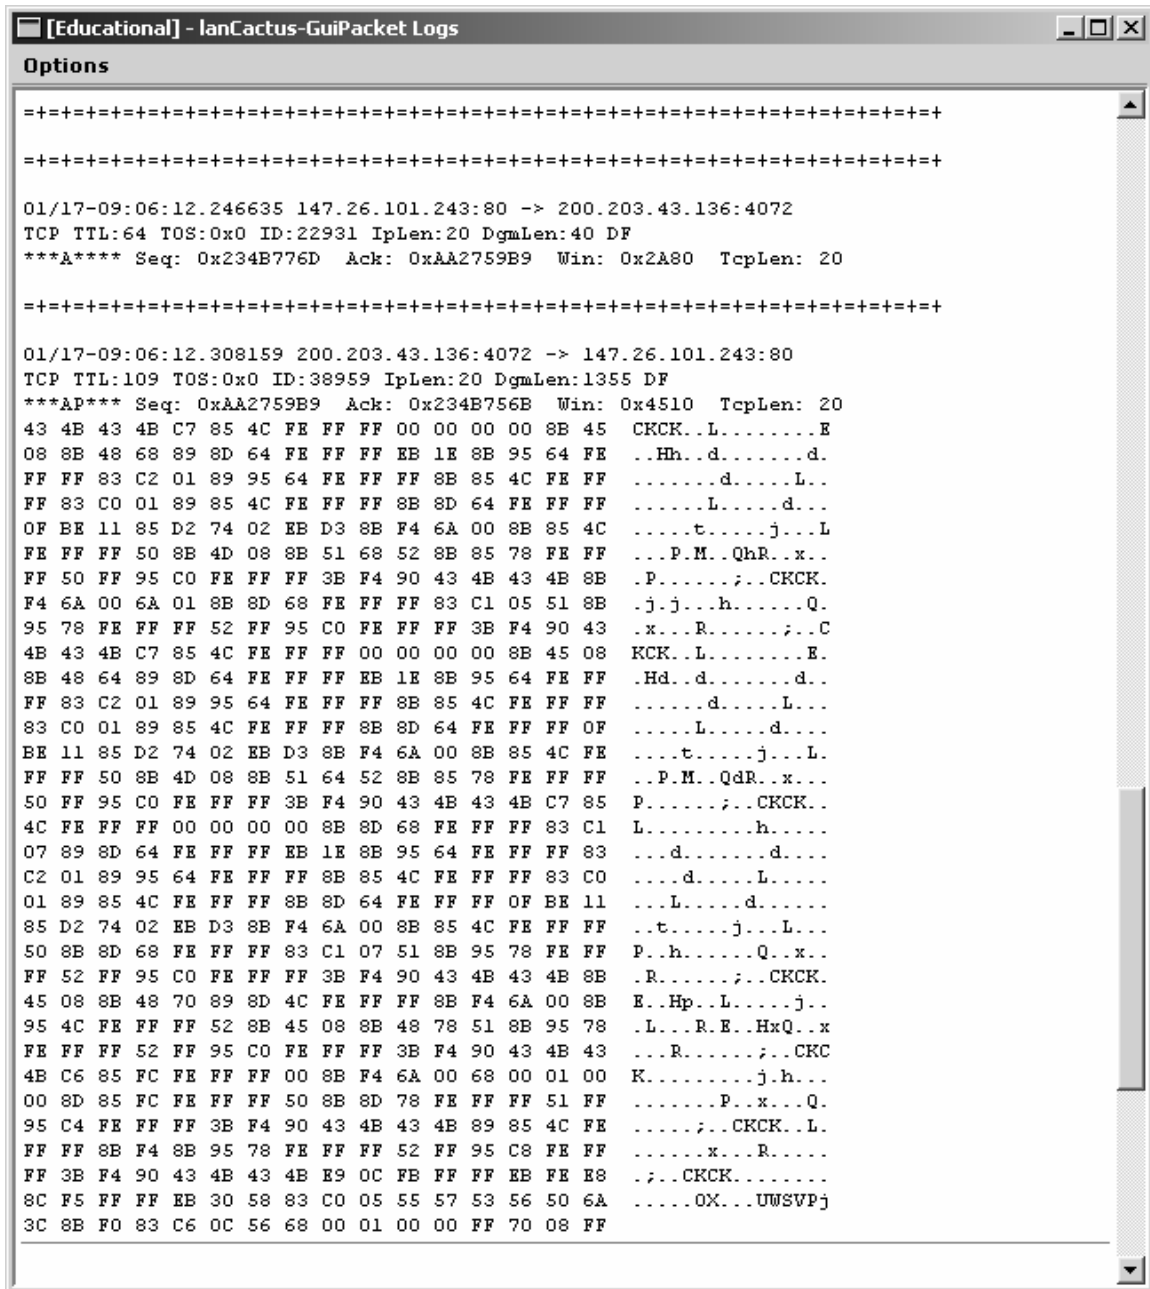 [Educational] - lanCactus-GuiPacket Logs
Options
=+=+=+=+=+=+=+=+=+=+=+=+=+=+=+=+=+=+=+=+=+=+=+=+=+=+=+=+=+=+=+=+=+=+=+=+=+
=+=+=+=+=+=+=+=+=+=+=+=+=+=+=+=+=+=+=+=+=+=+=+=+=+=+=+=+=+=+=+=+=+=+=+=+=+
01/17-09:06:12.246635 147.26.101.243:80 -> 200.203.43.136:4072
TCP TTL:64 TOS:0x0 ID:22931 IpLen:20 DgmLen:40 DF
***A**** Seq: 0x234B776D  Ack: 0xAA2759B9  Win: 0x2A80  TcpLen: 20
=+=+=+=+=+=+=+=+=+=+=+=+=+=+=+=+=+=+=+=+=+=+=+=+=+=+=+=+=+=+=+=+=+=+=+=+=+
01/17-09:06:12.308159 200.203.43.136:4072 -> 147.26.101.243:80
TCP TTL:109 TOS:0x0 ID:38959 IpLen:20 DgmLen:1355 DF
***AP*** Seq: 0xAA2759B9  Ack: 0x234B756B  Win: 0x4510  TcpLen: 20
43 4B 43 4B C7 85 4C FE FF FF 00 00 00 00 8B 45  CKCK..L........E
08 8B 48 68 89 8D 64 FE FF FF EB 1E 8B 95 64 FE  ..Hh..d.......d.
FF FF 83 C2 01 89 95 64 FE FF FF 8B 85 4C FE FF  .......d.....L..
FF 83 C0 01 89 85 4C FE FF FF 8B 8D 64 FE FF FF  ......L.....d...
0F BE 11 85 D2 74 02 EB D3 8B F4 6A 00 8B 85 4C  .....t.....j...L
FE FF FF 50 8B 4D 08 8B 51 68 52 8B 85 78 FE FF  ...P.M..QhR..x..
FF 50 FF 95 C0 FE FF FF 3B F4 90 43 4B 43 4B 8B  .P......;..CKCK.
F4 6A 00 6A 01 8B 8D 68 FE FF FF 83 C1 05 51 8B  .j.j...h......Q.
95 78 FE FF FF 52 FF 95 C0 FE FF FF 3B F4 90 43  .x...R......;..C
4B 43 4B C7 85 4C FE FF FF 00 00 00 00 8B 45 08  KCK..L........E.
8B 48 64 89 8D 64 FE FF FF EB 1E 8B 95 64 FE FF  .Hd..d.......d..
FF 83 C2 01 89 95 64 FE FF FF 8B 85 4C FE FF FF  ......d.....L...
83 C0 01 89 85 4C FE FF FF 8B 8D 64 FE FF FF 0F  .....L.....d....
BE 11 85 D2 74 02 EB D3 8B F4 6A 00 8B 85 4C FE  ....t.....j...L.
FF FF 50 8B 4D 08 8B 51 64 52 8B 85 78 FE FF FF  ..P.M..QdR..x...
50 FF 95 C0 FE FF FF 3B F4 90 43 4B 43 4B C7 85  P......;..CKCK..
4C FE FF FF 00 00 00 00 8B 8D 68 FE FF FF 83 C1  L.........h.....
07 89 8D 64 FE FF FF EB 1E 8B 95 64 FE FF FF 83  ...d.......d....
C2 01 89 95 64 FE FF FF 8B 85 4C FE FF FF 83 C0  ....d.....L.....
01 89 85 4C FE FF FF 8B 8D 64 FE FF FF 0F BE 11  ...L.....d......
85 D2 74 02 EB D3 8B F4 6A 00 8B 85 4C FE FF FF  ..t.....j...L...
50 8B 8D 68 FE FF FF 83 C1 07 51 8B 95 78 FE FF  P..h......Q..x..
FF 52 FF 95 C0 FE FF FF 3B F4 90 43 4B 43 4B 8B  .R......;..CKCK.
45 08 8B 48 70 89 8D 4C FE FF FF 8B F4 6A 00 8B  E..Hp..L.....j..
95 4C FE FF FF 52 8B 45 08 8B 48 78 51 8B 95 78  .L...R.E..HxQ..x
FE FF FF 52 FF 95 C0 FE FF FF 3B F4 90 43 4B 43  ...R......;..CKC
4B C6 85 FC FE FF FF 00 8B F4 6A 00 68 00 01 00  K.........j.h...
00 8D 85 FC FE FF FF 50 8B 8D 78 FE FF FF 51 FF  .......P..x...Q.
95 C4 FE FF FF 3B F4 90 43 4B 43 4B 89 85 4C FE  .....;..CKCK..L.
FF FF 8B F4 8B 95 78 FE FF FF 52 FF 95 C8 FE FF  ......x...R.....
FF 3B F4 90 43 4B 43 4B E9 0C FB FF FF EB FE E8  .;..CKCK........
8C F5 FF FF EB 30 58 83 C0 05 55 57 53 56 50 6A  .....0X...UWSVPj
3C 8B F0 83 C6 0C 56 68 00 01 00 00 FF 70 08 FF